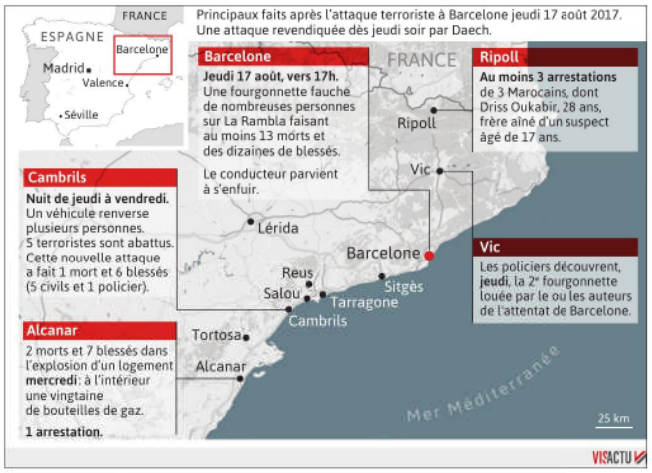 Principaux faits après l'attaque terroriste à Barcelone jeudi 17 août 2017.
Une attaque revendiquée dès jeudi soir par Daech.
FRANCE
ESPAGNE
Barcelone
Madrid
Valence
Séville
Barcelone
Jeudi 17 août, vers 17h.
Une fourgonnette fauche
de nombreuses personnes
sur La Rambla faisant
au moins 13 morts et
des dizaines de blessés.
Le conducteur parvient
à s'enfuir.
FRANCE
Ripoll
Au moins 3 arrestations
de 3 Marocains, dont
Driss Oukabir, 28 ans,
frère aîné d'un suspect
âgé de 17 ans.
Ripoll
Vic
Cambrils
Nuit de jeudi à vendredi.
Un véhicule renverse
plusieurs personnes.
5 terroristes sont abattus.
Cette nouvelle attaque
a fait 1 mort et 6 blessés
(5 civils et 1 policier).
Lérida
Barcelone
Reus
Sitgès
Salou
Tarragone
Cambrils
Vic
Les policiers découvrent,
jeudi, la 2e fourgonnette
louée par le ou les auteurs
de l'attentat de Barcelone.
Alcanar
2 morts et 7 blessés dans
l'explosion d'un logement
mercredi : à l'intérieur
une vingtaine
de bouteilles de gaz.
1 arrestation.
Tortosa
Alcanar
Mer Méditerranée
25 km
VISACTU